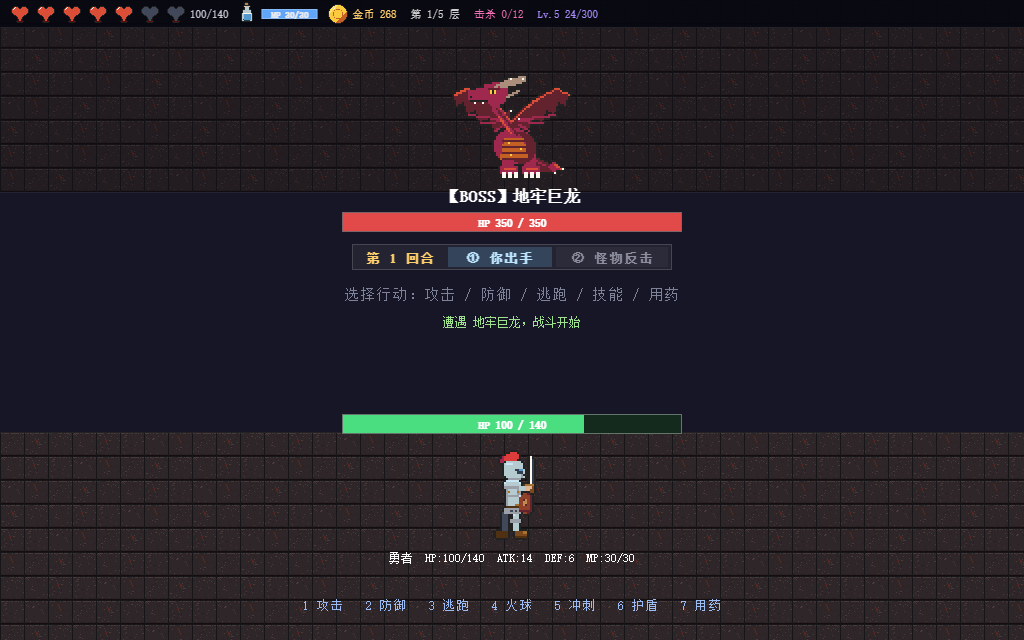 100/140 MP 30/30 金币 268 第 1/5 层 击杀 0/12 Lv.5 24/300
【BOSS】地牢巨龙
HP 350 / 350
第 1 回合 ① 你出手 ② 怪物反击
选择行动: 攻击 / 防御 / 逃跑 / 技能 / 用药
遭遇 地牢巨龙，战斗开始
HP 100 / 140
勇者 HP:100/140 ATK:14 DEF:6 MP:30/30
1 攻击 2 防御 3 逃跑 4 火球 5 冲刺 6 护盾 7 用药